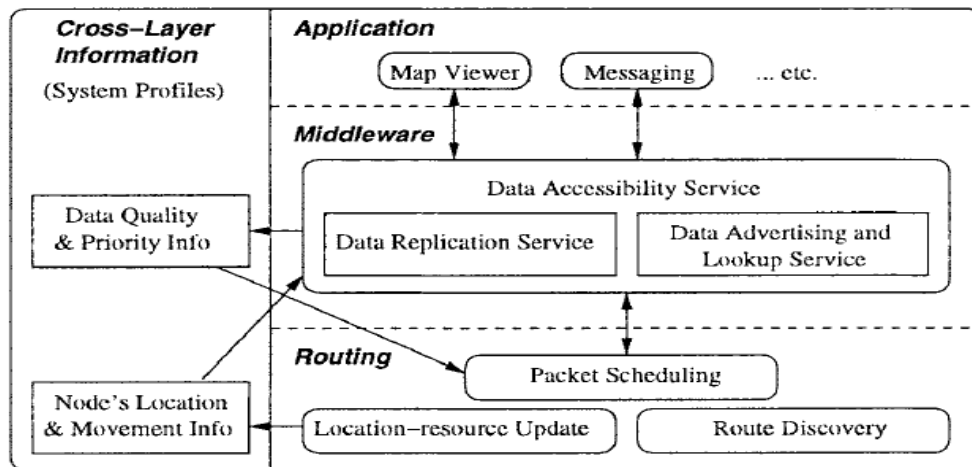 Cross-Layer
Information
(System Profiles)
Data Quality
& Priority Info
Node's Location
& Movement Info
Application
Map Viewer
Messaging
... etc.
Middleware
Data Accessibility Service
Data Replication Service
Data Advertising and
Lookup Service
Routing
Packet Scheduling
Location-resource Update
Route Discovery